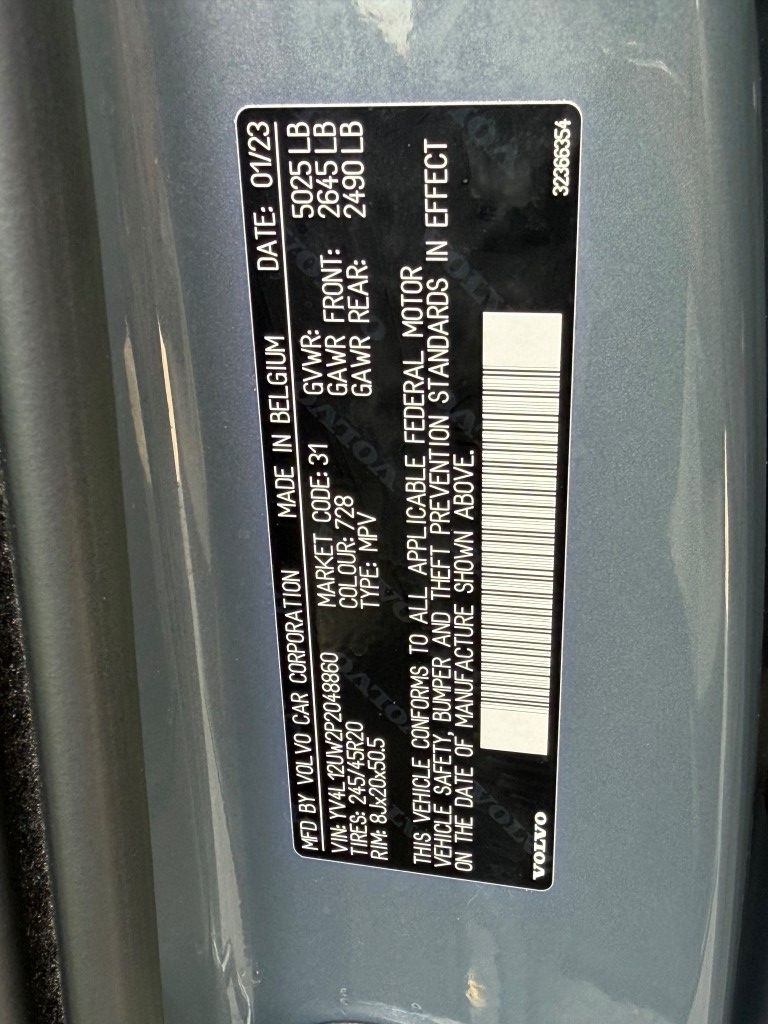 MFD BY VOLVO CAR CORPORATION MADE IN BELGIUM DATE: 01/23
VIN: YV4L12UW2P2048860 MARKET CODE: 31 GVWR: 5025 LB
TIRES: 245/45R20 COLOUR: 728 GAWR FRONT: 2645 LB
RIM: 8Jx20x50.5 TYPE: MPV GAWR REAR: 2490 LB
THIS VEHICLE CONFORMS TO ALL APPLICABLE FEDERAL MOTOR
VEHICLE SAFETY, BUMPER AND THEFT PREVENTION STANDARDS IN EFFECT
ON THE DATE OF MANUFACTURE SHOWN ABOVE.
VOLVO 32366354